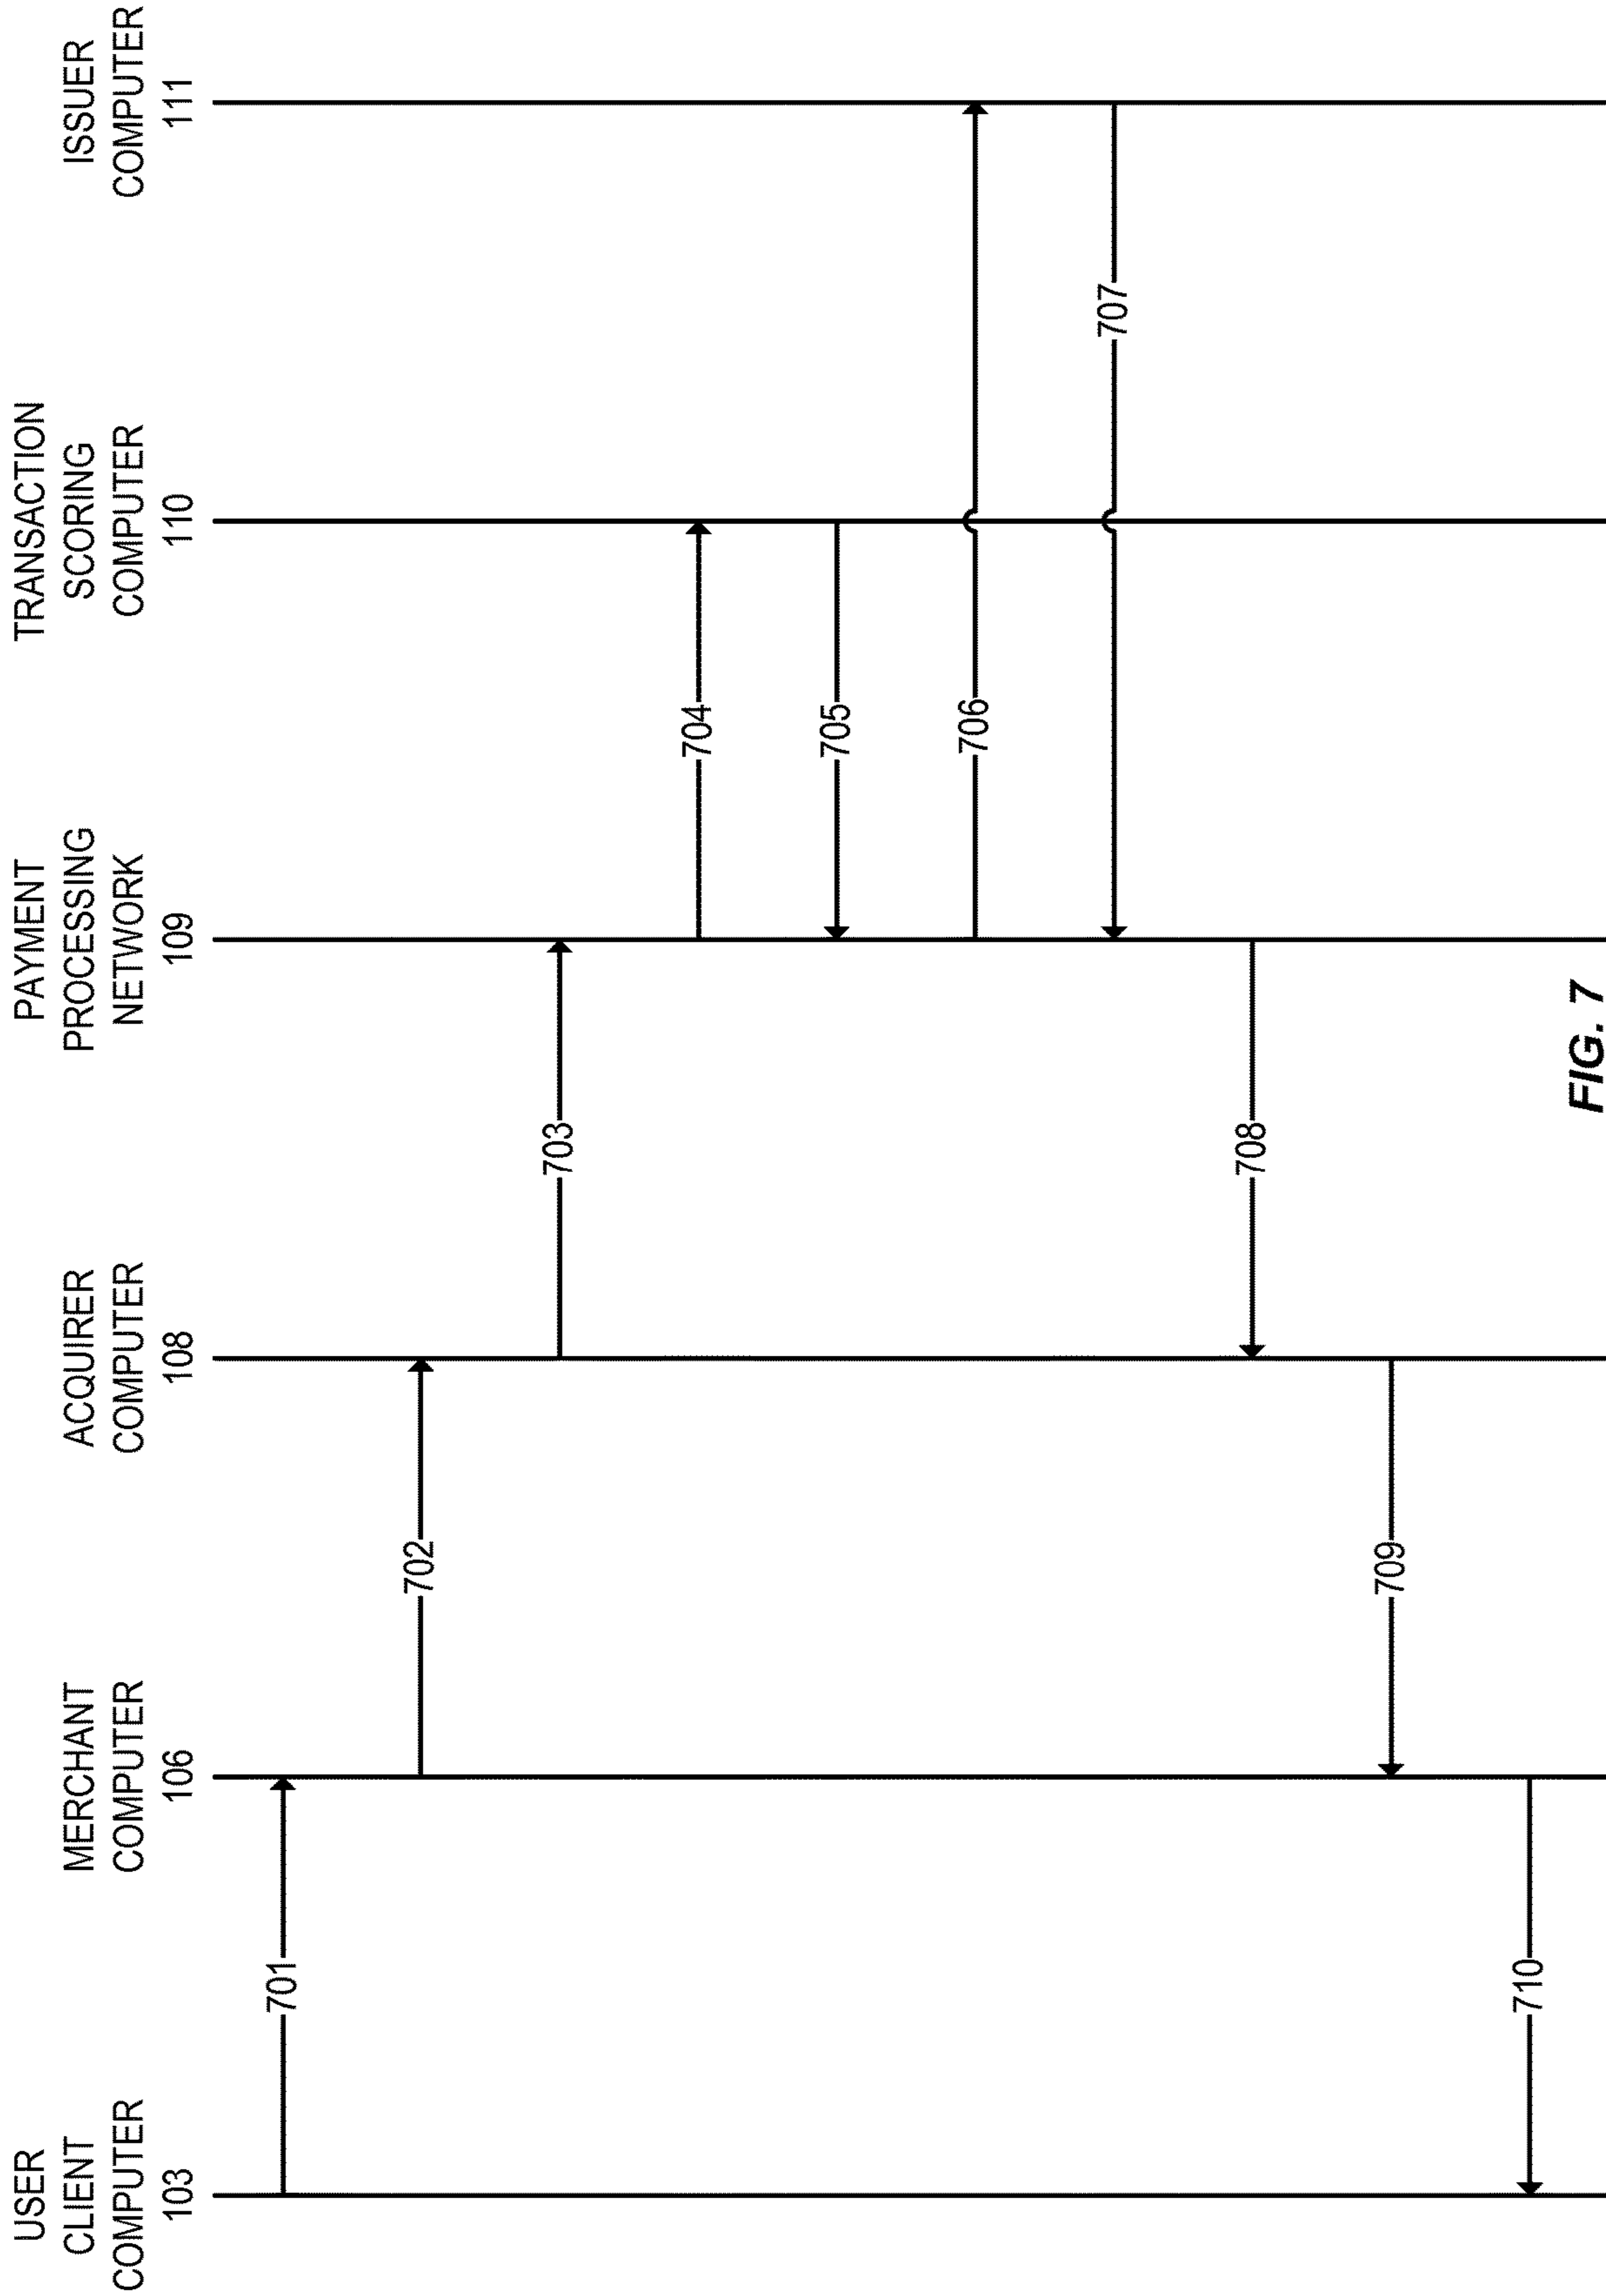 USER
CLIENT
COMPUTER
103
MERCHANT
COMPUTER
106
ACQUIRER
COMPUTER
108
PAYMENT
PROCESSING
NETWORK
109
TRANSACTION
SCORING
COMPUTER
110
ISSUER
COMPUTER
111
701
702
703
704
705
706
707
708
709
710
FIG. 7